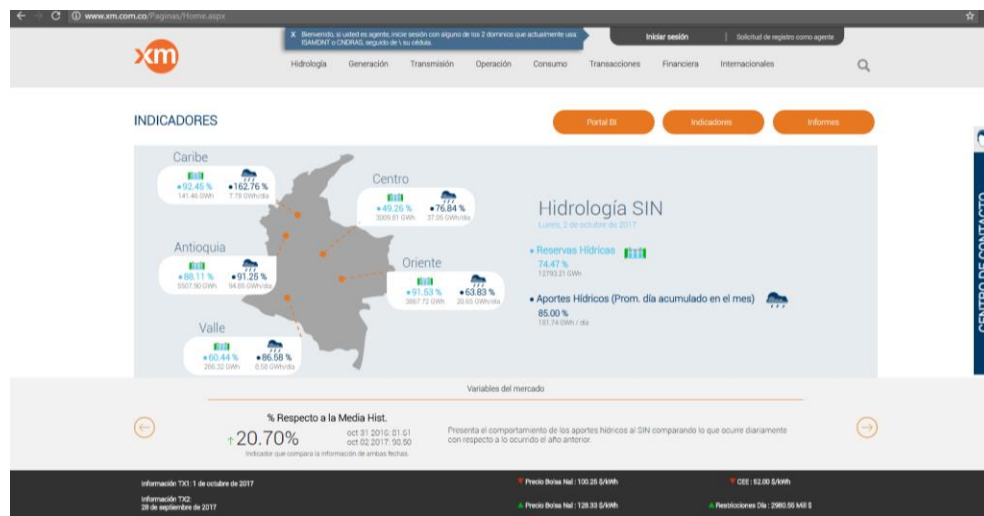 www.xm.com.co/Paginas/Home.aspx
X Bienvenido, si usted es agente, inicie sesión con alguno de los 2 dominios que actualmente usa:
ISAMDNT o CNDRAS, seguido de \ su cédula.
Iniciar sesión | Solicitud de registro como agente
xm
Hidrología Generación Transmisión Operación Consumo Transacciones Financiera Internacionales
INDICADORES
Portal BI Indicadores Informes
Caribe
92.45 % 162.76 %
141.46 GWh 7.78 GWh/día
Centro
49.26 % 76.84 %
3009.81 GWh 37.05 GWh/día
Antioquia
88.11 % 91.25 %
5507.90 GWh 94.85 GWh/día
Oriente
91.53 % 63.83 %
3867.72 GWh 20.65 GWh/día
Valle
60.44 % 86.58 %
266.32 GWh 8.58 GWh/día
Hidrología SIN
Lunes, 2 de octubre de 2017
• Reservas Hídricas
74.47 %
12793.21 GWh
• Aportes Hídricos (Prom. día acumulado en el mes)
85.00 %
181.74 GWh / día
CENTRO DE CONTACTO
Variables del mercado
% Respecto a la Media Hist.
20.70%
oct 31 2016: 81.61
oct 02 2017: 90.50
Indicador que compara la información de ambas fechas.
Presenta el comportamiento de los aportes hídricos al SIN comparando lo que ocurre diariamente
con respecto a lo ocurrido el año anterior.
Información TX1: 1 de octubre de 2017
Información TX2:
28 de septiembre de 2017
Precio Bolsa Nal : 100.25 $/kWh
CEE : 62.00 $/kWh
Precio Bolsa Nal : 128.33 $/kWh
Restricciones Día : 2980.55 Mill $